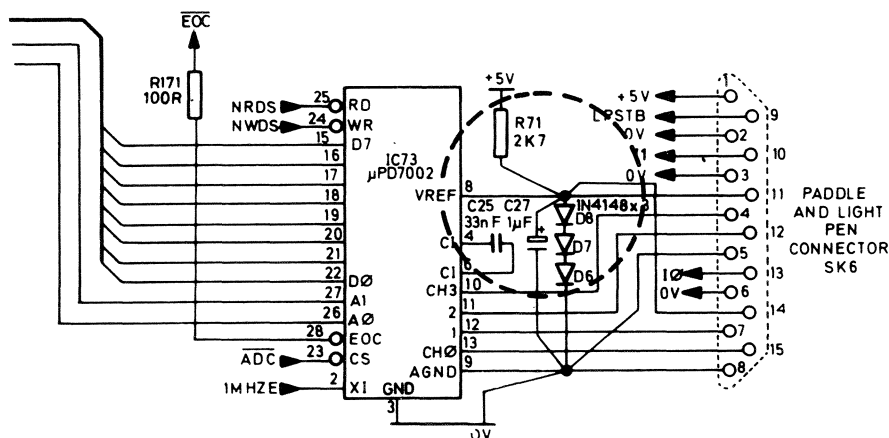 EOC
R171
100R
+5V
NRDS 25 RD
NWDS 24 WR
15 D7
16
17
18
19
20
21
22 DØ
27 A1
26 AØ
28 EOC
ADC 23 CS
1MHZE 2 XI
IC73
µPD7002
GND
3
0V
VREF 8
CI 4
CI 6
CH3 10
2 11
1 12
CHØ 13
AGND 9
R71
2K7
C25
33nF
C27
1µF
+
1N4148x3
D8
D7
D6
+5V
LPSTB
0V
I1
0V
IØ
0V
1
9
2
10
3
11
4
12
5
13
6
14
7
15
8
PADDLE
AND LIGHT
PEN
CONNECTOR
SK6